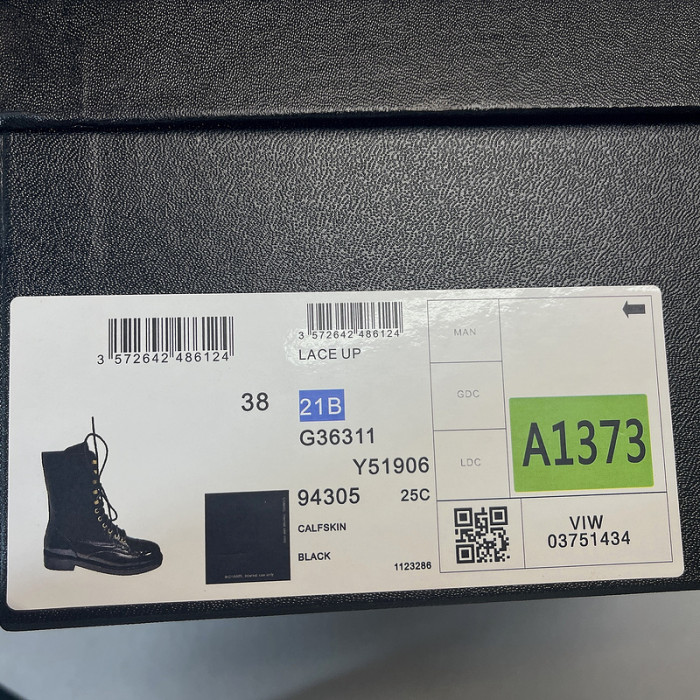 3 572642 486124
3 572642 486124
LACE UP
38
21B
G36311
Y51906
94305 25C
CALFSKIN
BLACK
1123286
MAN
GDC
LDC
A1373
VIW
03751434